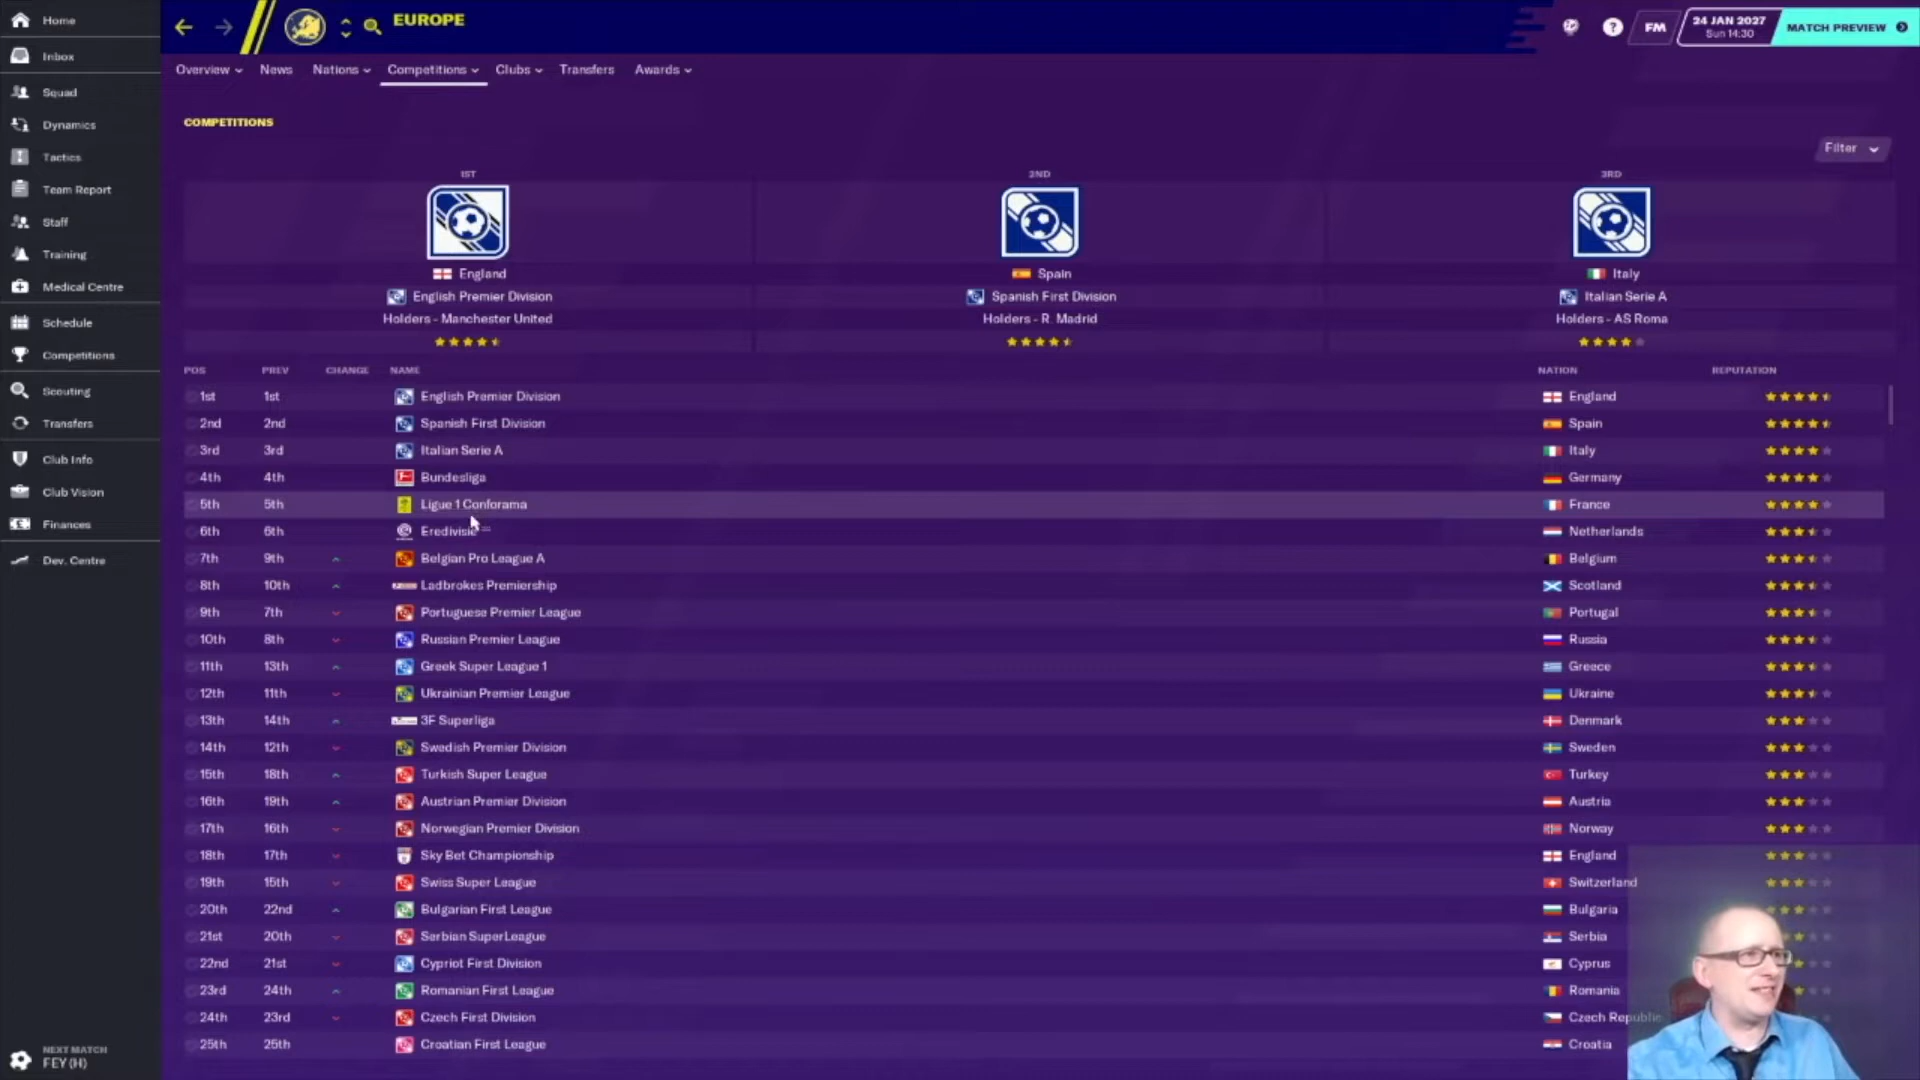 Home
EUROPE
FM
24 JAN 2027
Sun 14:30
MATCH PREVIEW
Inbox
Overview News Nations Competitions Clubs Transfers Awards
Squad
Dynamics
Tactics
Team Report
Staff
Training
Medical Centre
Schedule
Competitions
Scouting
Transfers
Club Info
Club Vision
Finances
Dev. Centre
NEXT MATCH
FEY (H)
COMPETITIONS
Filter
1ST 2ND 3RD
England Spain Italy
English Premier Division Spanish First Division Italian Serie A
Holders - Manchester United Holders - R. Madrid Holders - AS Roma
POS PREV CHANGE NAME NATION REPUTATION
1st 1st English Premier Division England
2nd 2nd Spanish First Division Spain
3rd 3rd Italian Serie A Italy
4th 4th Bundesliga Germany
5th 5th Ligue 1 Conforama France
6th 6th Eredivisie Netherlands
7th 9th Belgian Pro League A Belgium
8th 10th Ladbrokes Premiership Scotland
9th 7th Portuguese Premier League Portugal
10th 8th Russian Premier League Russia
11th 13th Greek Super League 1 Greece
12th 11th Ukrainian Premier League Ukraine
13th 14th 3F Superliga Denmark
14th 12th Swedish Premier Division Sweden
15th 18th Turkish Super League Turkey
16th 19th Austrian Premier Division Austria
17th 16th Norwegian Premier Division Norway
18th 17th Sky Bet Championship England
19th 15th Swiss Super League Switzerland
20th 22nd Bulgarian First League Bulgaria
21st 20th Serbian SuperLeague Serbia
22nd 21st Cypriot First Division Cyprus
23rd 24th Romanian First League Romania
24th 23rd Czech First Division Czech Republic
25th 25th Croatian First League Croatia